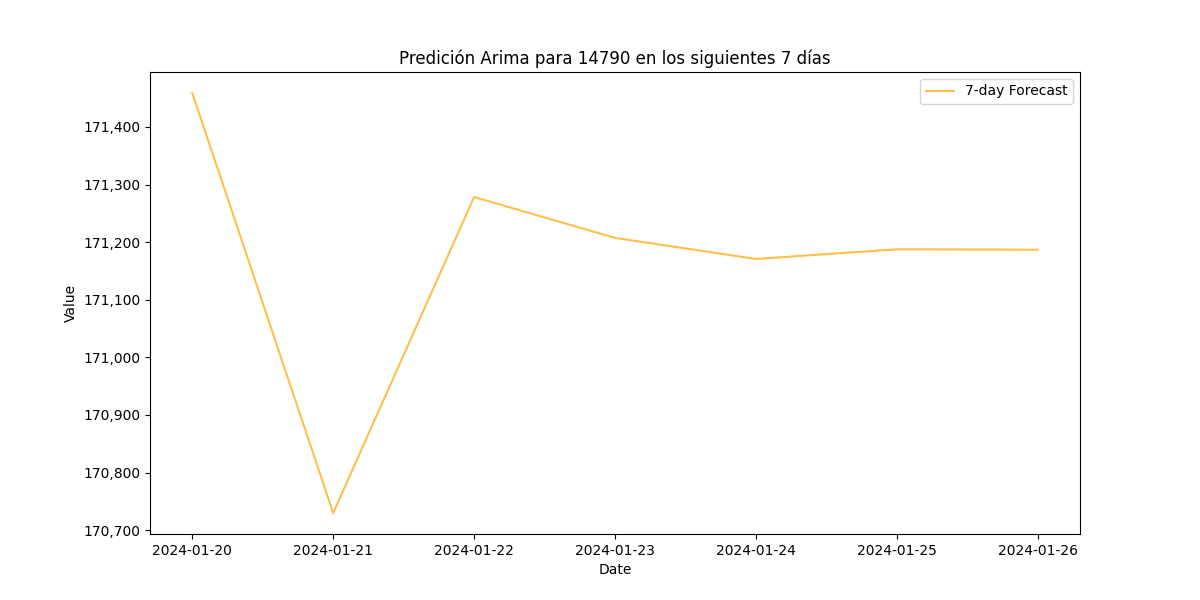 Predición Arima para 14790 en los siguientes 7 días
7-day Forecast
171,400
171,300
171,200
171,100
171,000
170,900
170,800
170,700
Value
2024-01-20 2024-01-21 2024-01-22 2024-01-23 2024-01-24 2024-01-25 2024-01-26
Date